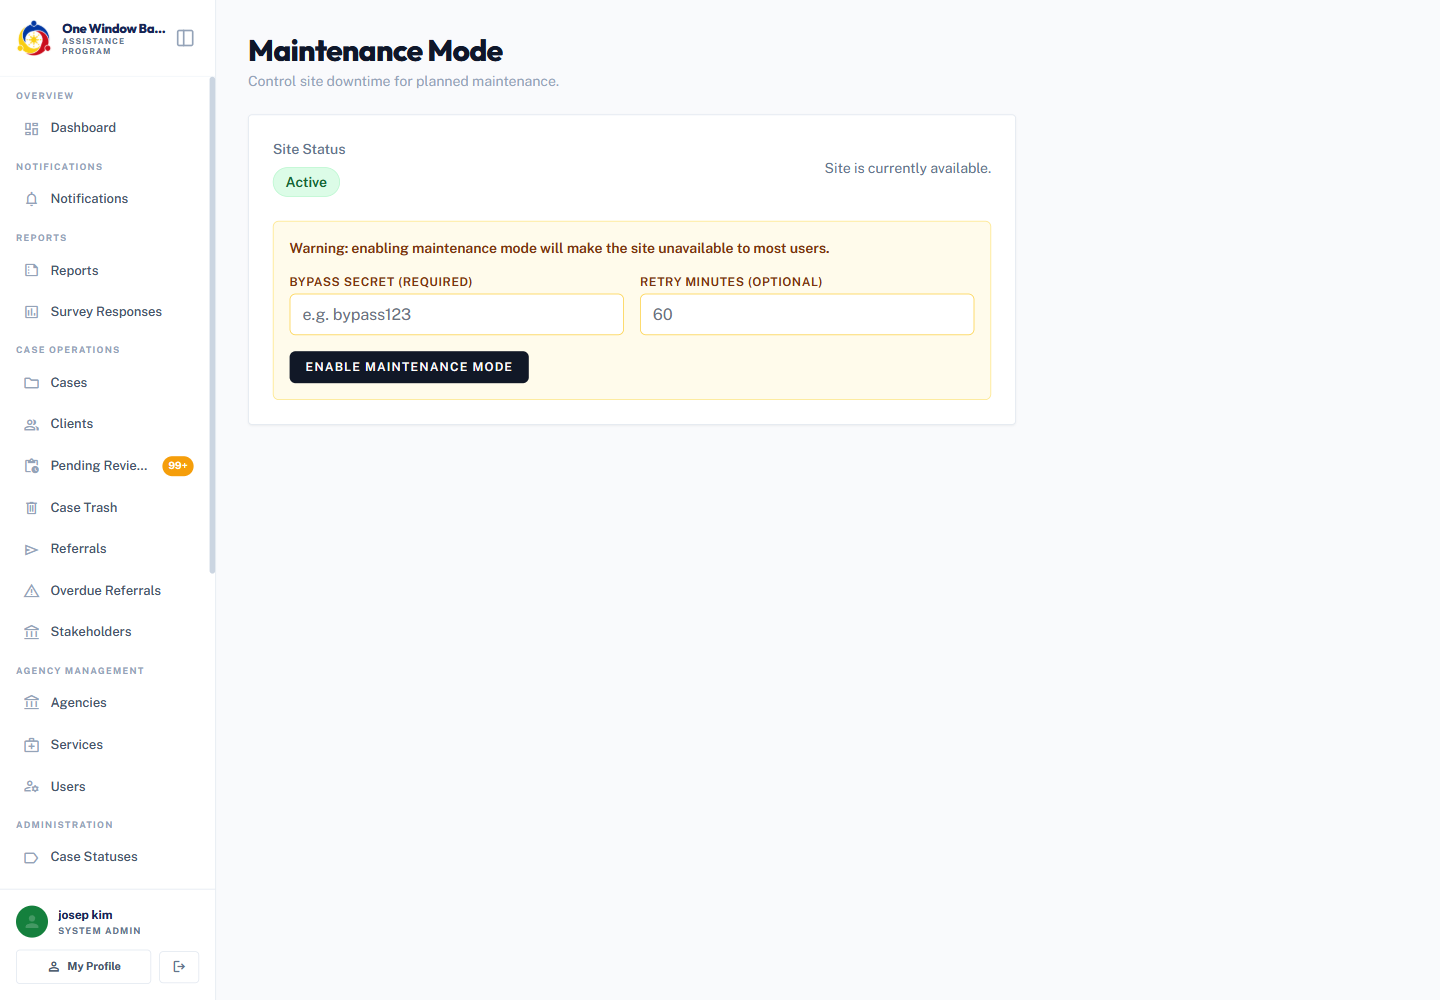 One Window Ba...
ASSISTANCE
PROGRAM
OVERVIEW
Dashboard
NOTIFICATIONS
Notifications
REPORTS
Reports
Survey Responses
CASE OPERATIONS
Cases
Clients
Pending Revie... 99+
Case Trash
Referrals
Overdue Referrals
Stakeholders
AGENCY MANAGEMENT
Agencies
Services
Users
ADMINISTRATION
Case Statuses
josep kim
SYSTEM ADMIN
My Profile
Maintenance Mode
Control site downtime for planned maintenance.
Site Status
Active
Site is currently available.
Warning: enabling maintenance mode will make the site unavailable to most users.
BYPASS SECRET (REQUIRED)
e.g. bypass123
RETRY MINUTES (OPTIONAL)
60
ENABLE MAINTENANCE MODE